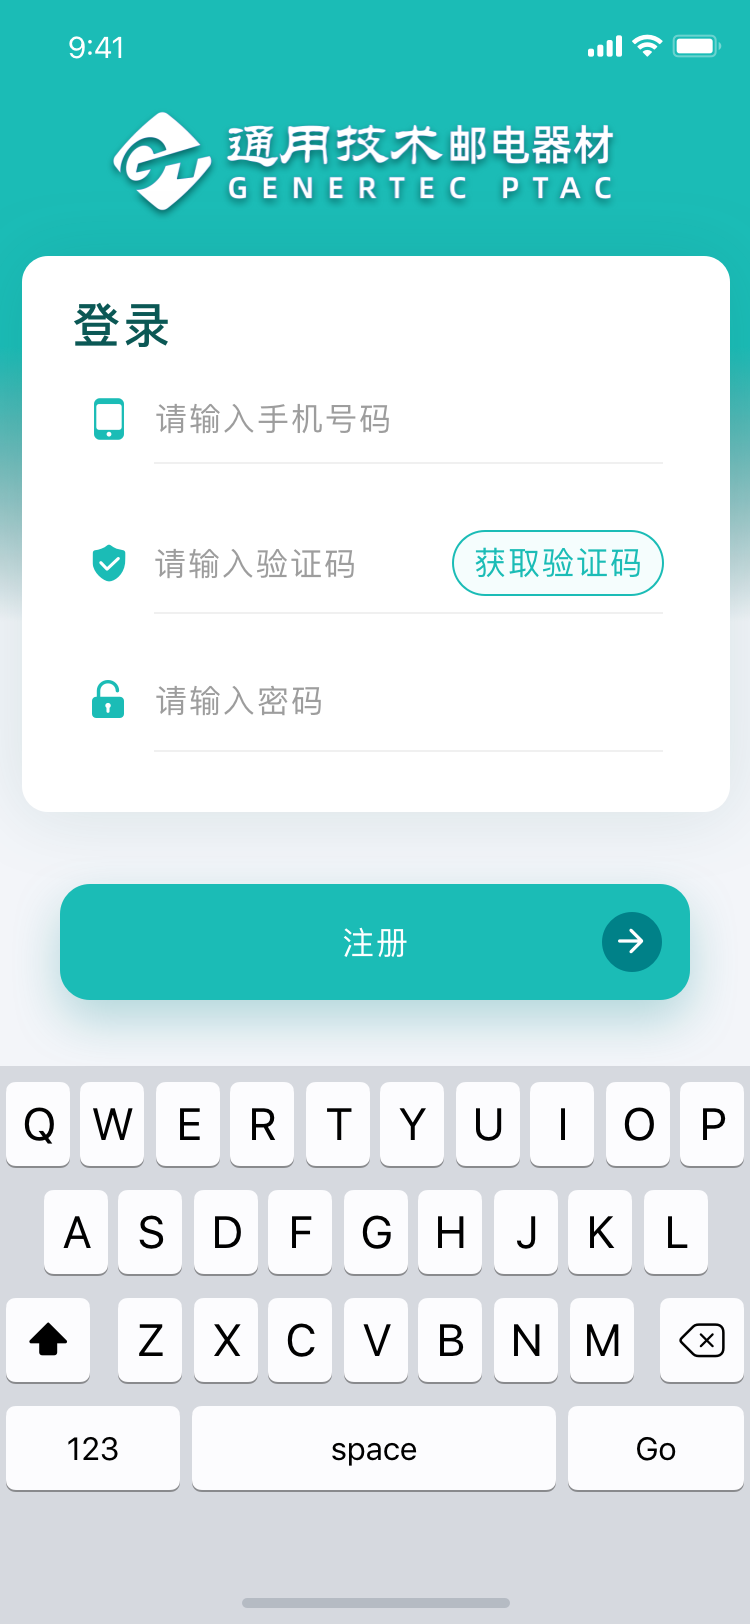 9:41
通用技术邮电器材
GENERTEC PTAC
登录
请输入手机号码
请输入验证码 获取验证码
请输入密码
注册
Q W E R T Y U I O P
A S D F G H J K L
Z X C V B N M
123 space Go